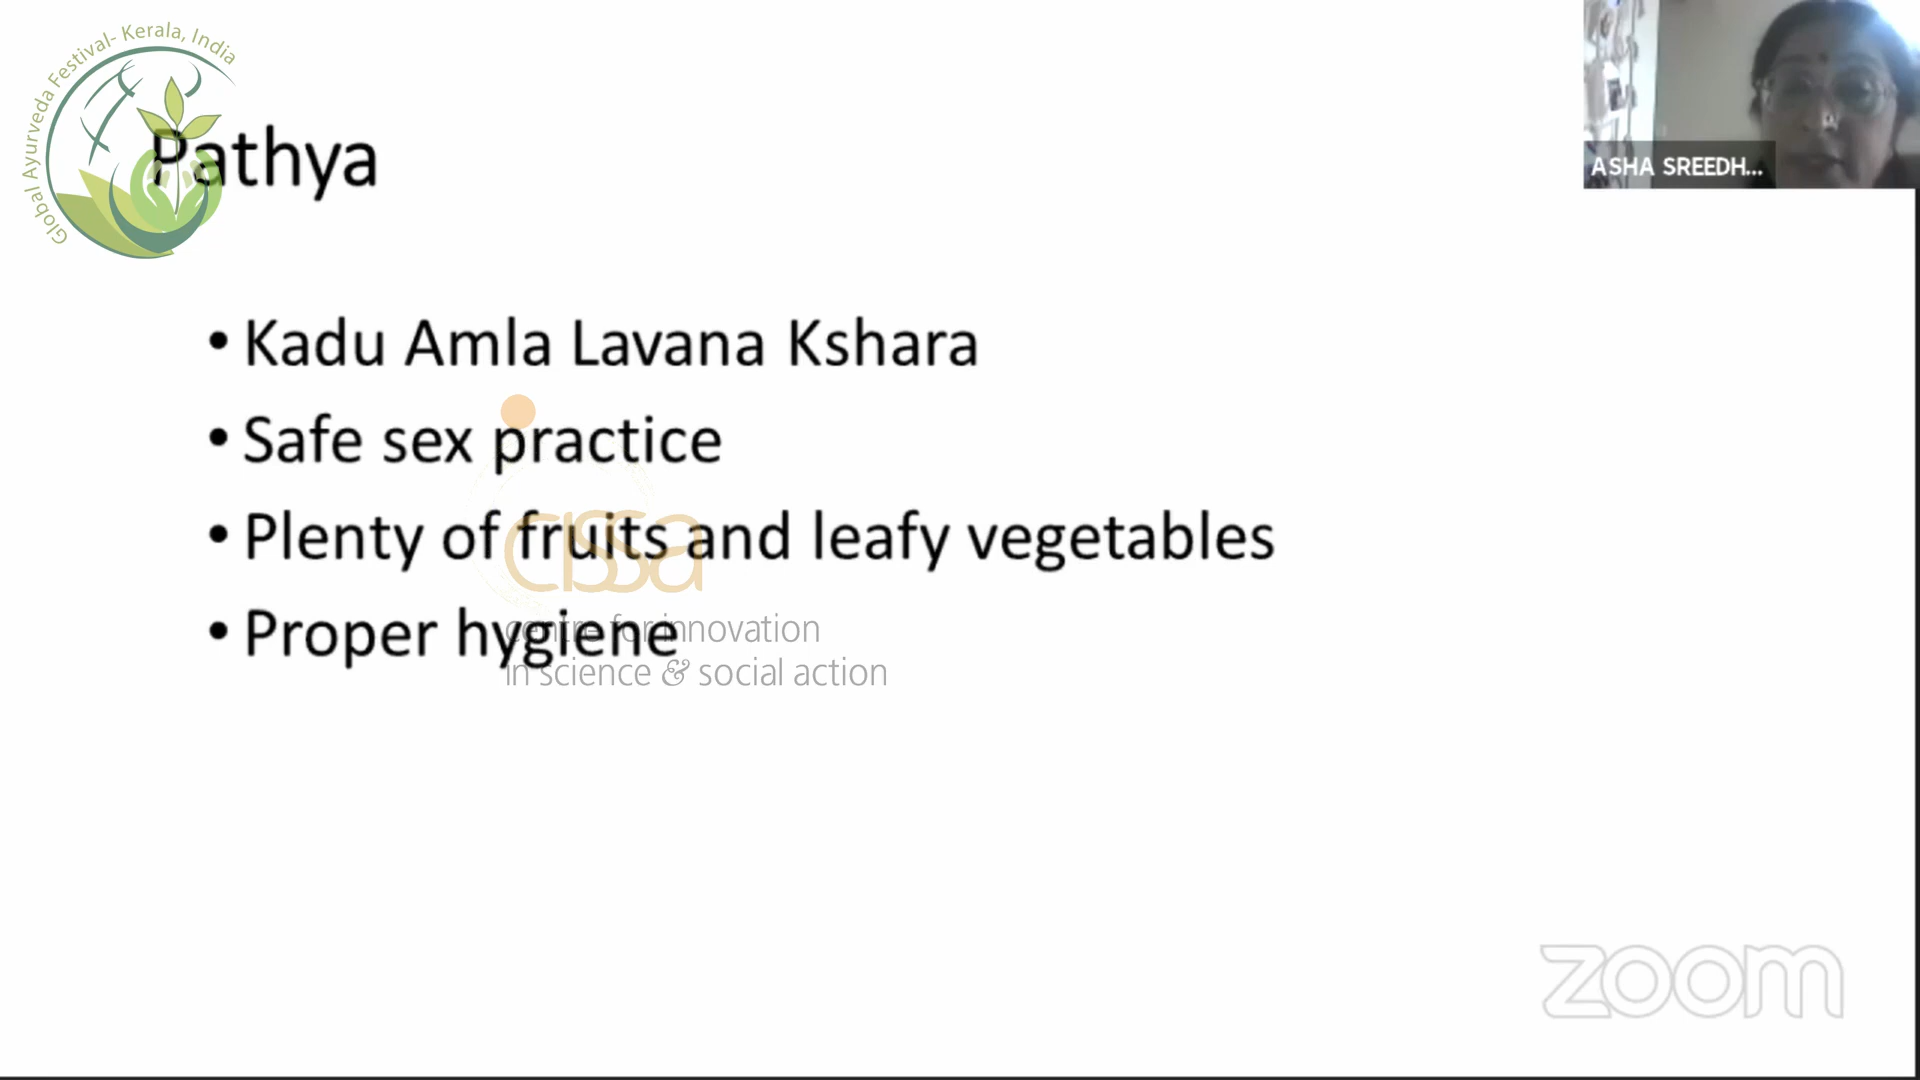 Global Ayurveda Festival- Kerala, India
ASHA SREEDH...
Pathya
• Kadu Amla Lavana Kshara
• Safe sex practice
• Plenty of fruits and leafy vegetables
• Proper hygiene
cissa
centre for innovation
in science & social action
zoom